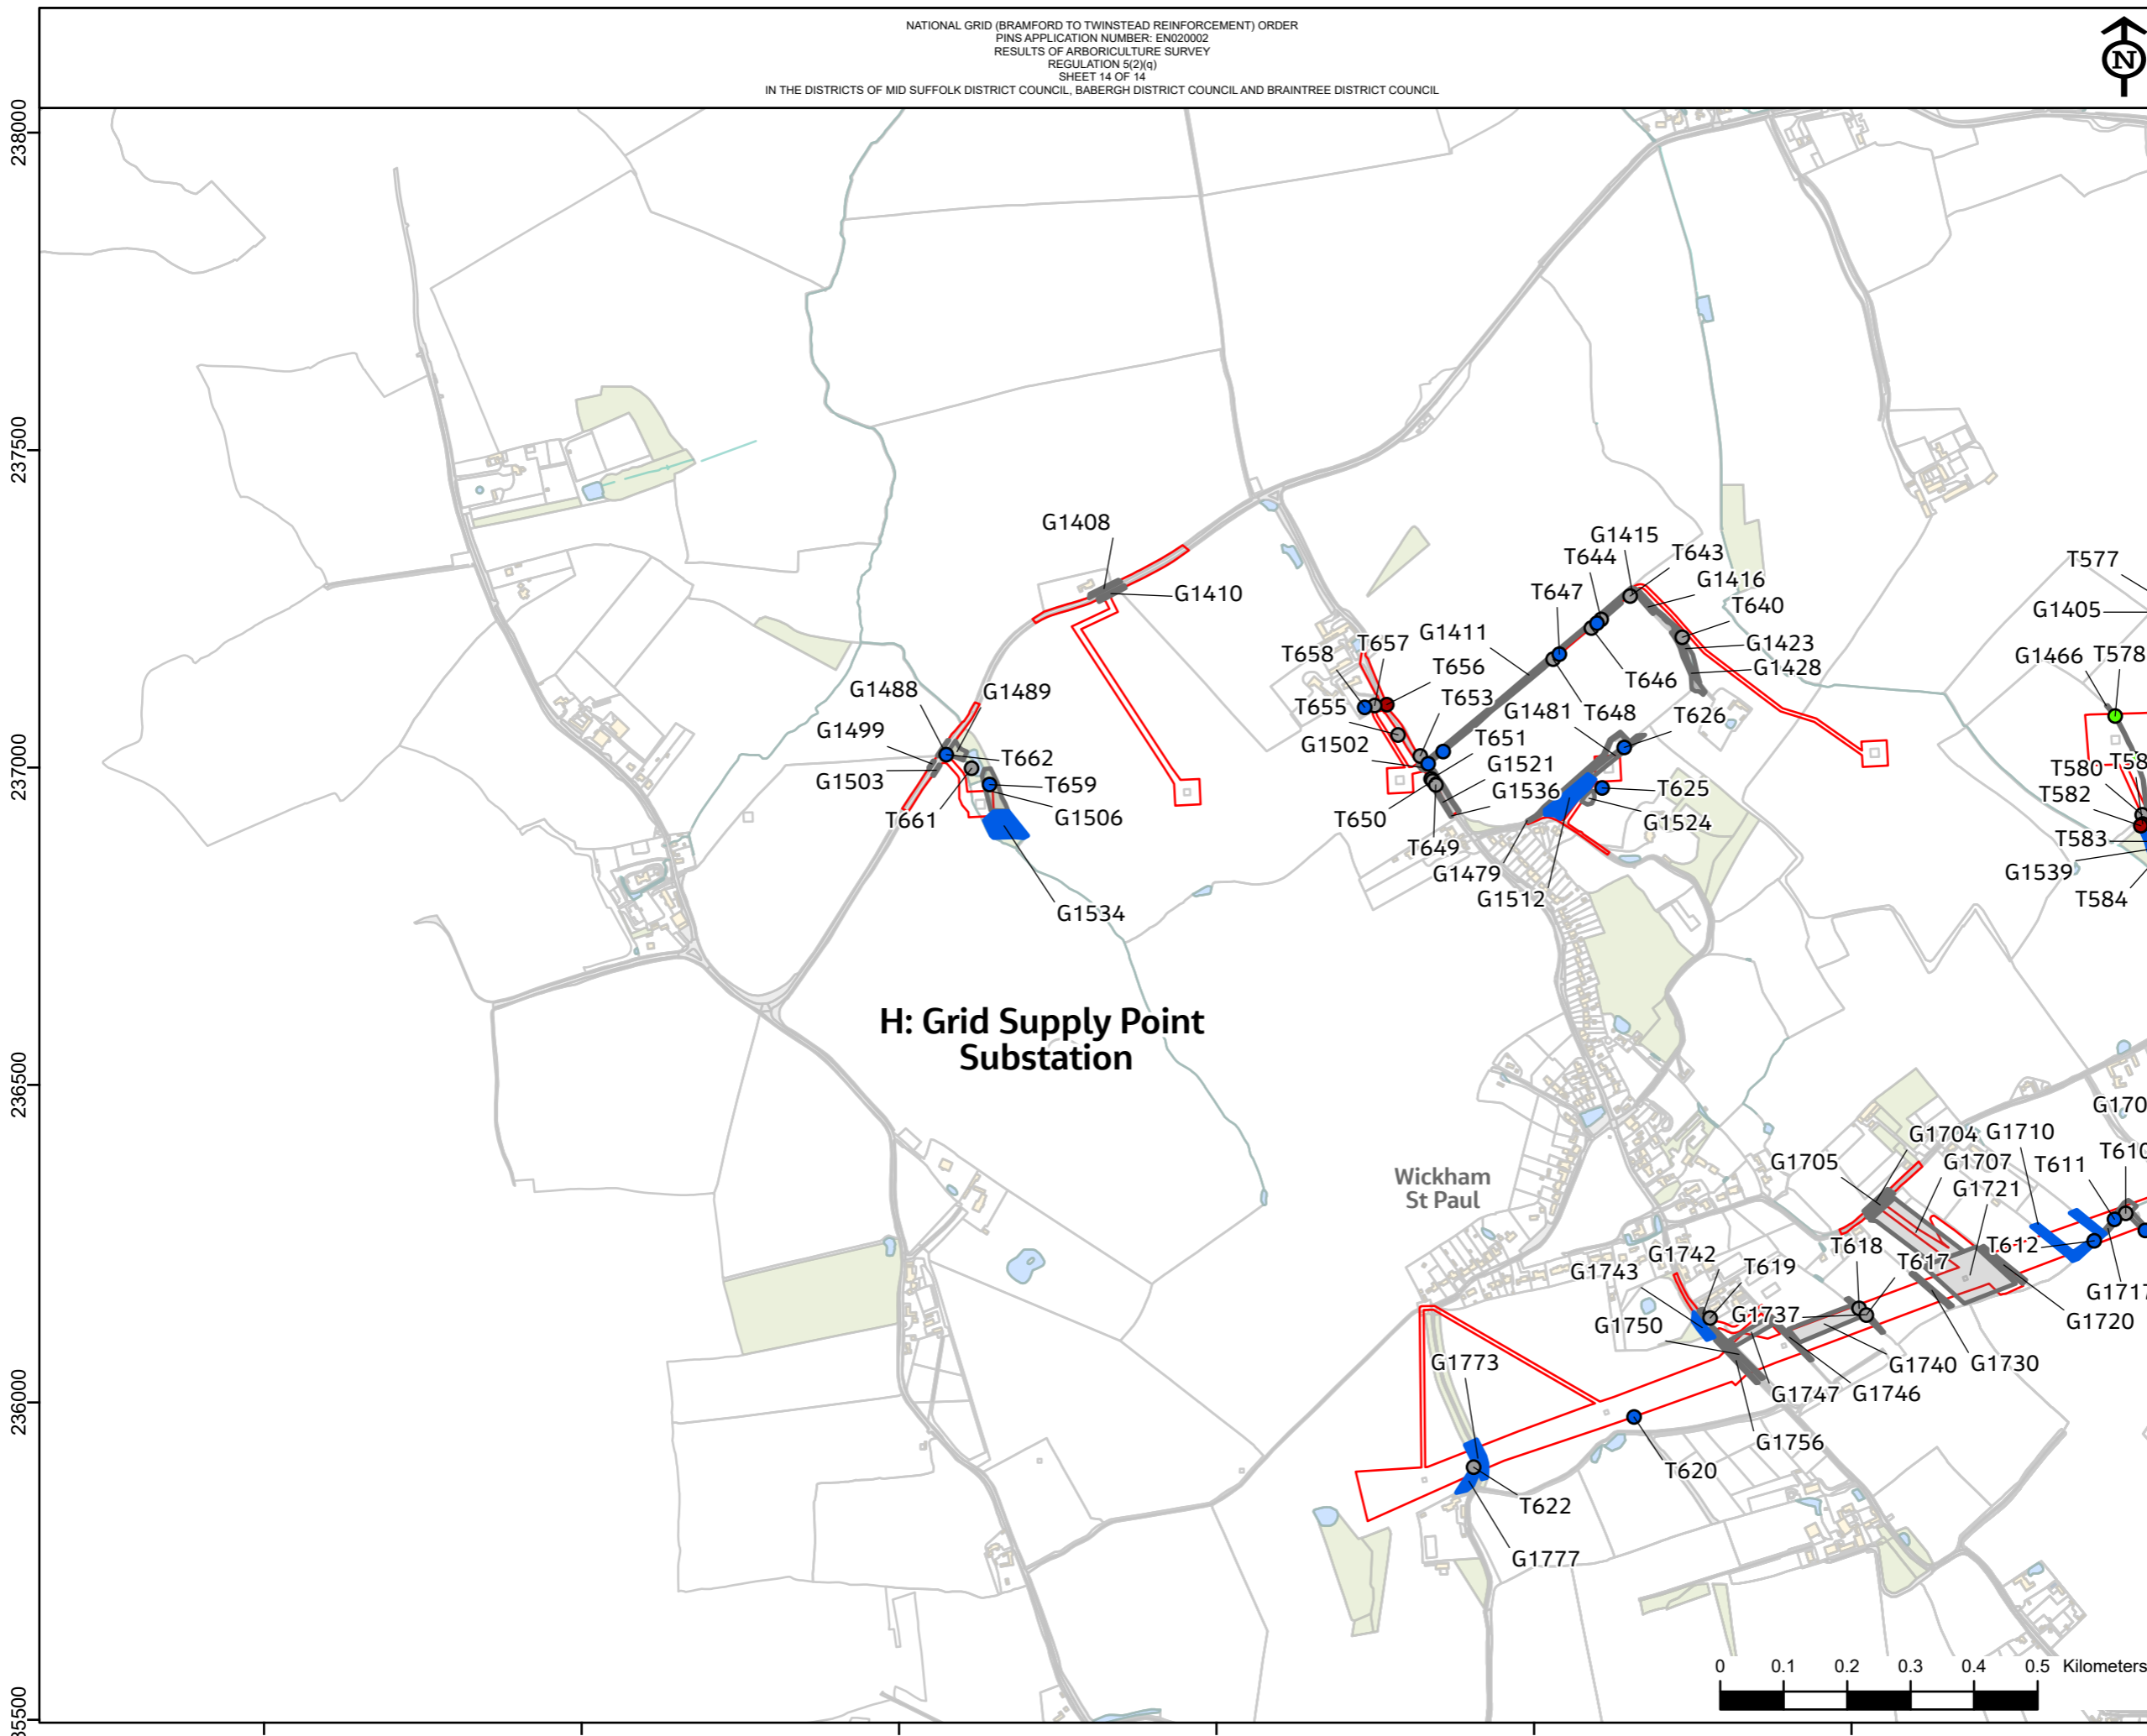 NATIONAL GRID (BRAMFORD TO TWINSTEAD REINFORCEMENT) ORDER
PINS APPLICATION NUMBER: EN020002
RESULTS OF ARBORICULTURE SURVEY
REGULATION 5(2)(q)
SHEET 14 OF 14
IN THE DISTRICTS OF MID SUFFOLK DISTRICT COUNCIL, BABERGH DISTRICT COUNCIL AND BRAINTREE DISTRICT COUNCIL
N
238000
237500
237000
236500
236000
G1408
G1410
G1415
T644
T643
T647
G1416
T640
G1411
G1423
G1428
T646
T658
T657
T656
T653
T655
G1502
G1481
T648
T626
T651
G1521
G1536
T625
G1524
T650
T649
G1479
G1512
G1488
G1489
G1499
G1503
T662
T659
T661
G1506
G1534
T577
G1405
G1466
T578
T580
T582
T583
G1539
T584
H: Grid Supply Point
Substation
Wickham
St Paul
G1704
G1710
G1705
G1707
T611
T610
G1721
T618
T617
T612
G1717
G1720
G1742
T619
G1743
G1737
G1750
G1740
G1730
G1747
G1746
G1756
G1773
T620
T622
G1777
0 0.1 0.2 0.3 0.4 0.5 Kilometers